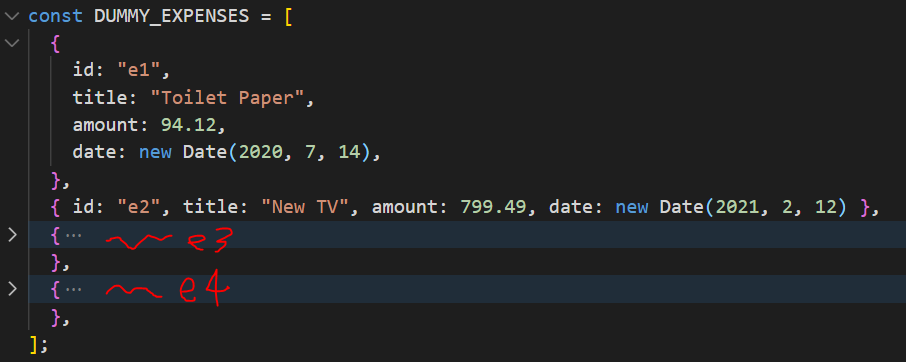 const DUMMY_EXPENSES = [
{
id: "e1",
title: "Toilet Paper",
amount: 94.12,
date: new Date(2020, 7, 14),
},
{ id: "e2", title: "New TV", amount: 799.49, date: new Date(2021, 2, 12) },
{··· e3
},
{··· e4
},
];